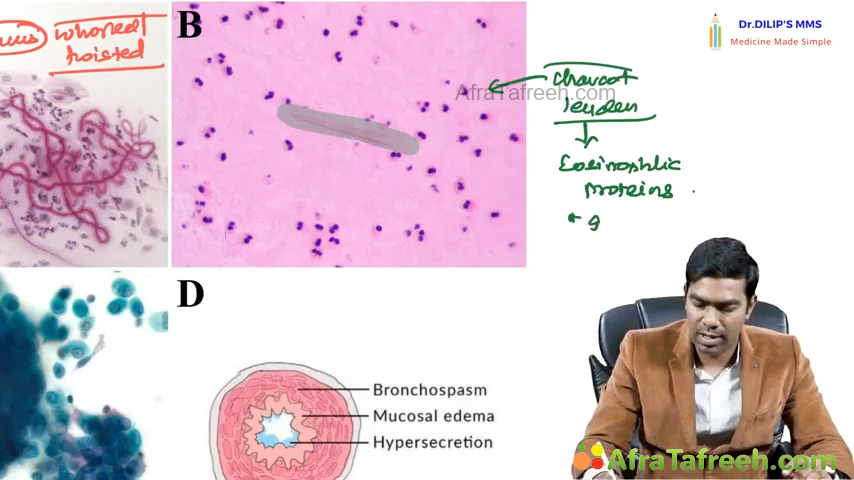 whorled
twisted
B
Dr.DILIP'S MMS
Medicine Made Simple
charcot
leyden
AfraTafreeh.com
Eosinophlic
proteins
D
Bronchospasm
Mucosal edema
Hypersecretion
AfraTafreeh.com